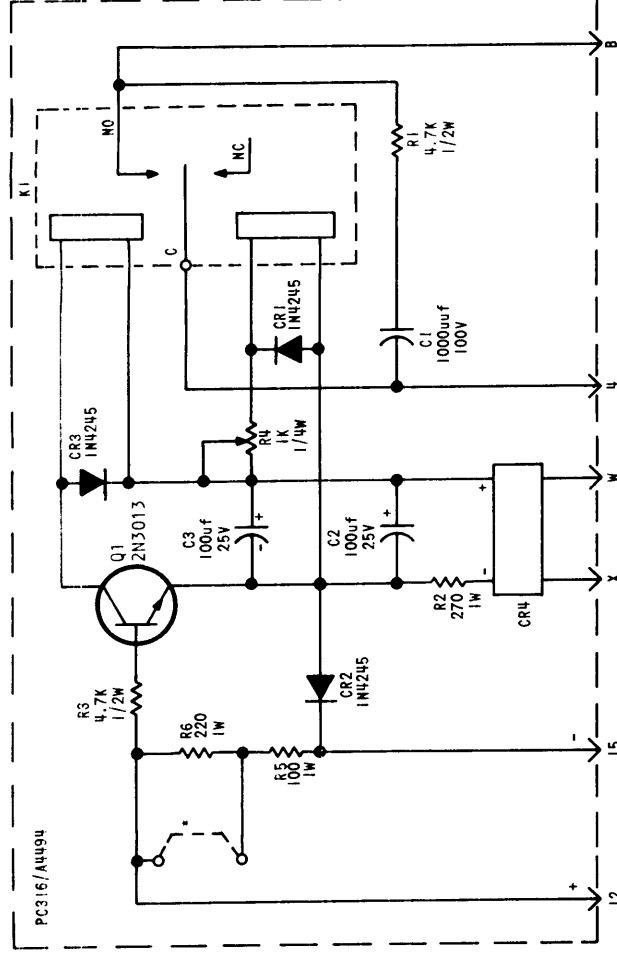 PC316/A4494
K1
NO
NC
C
R1
4.7K
1/2W
C1
1000uuf
100V
CR1
1N4245
R4
1K
1/4W
CR3
1N4245
Q1
2N3013
C3
100uf
25V
+
-
C2
100uf
25V
+
R3
4.7K
1/2W
R6
220
1W
R5
100
1W
*
CR2
1N4245
R2
270
1W
-
+
CR4
+
-
12
15
X
W
4
B